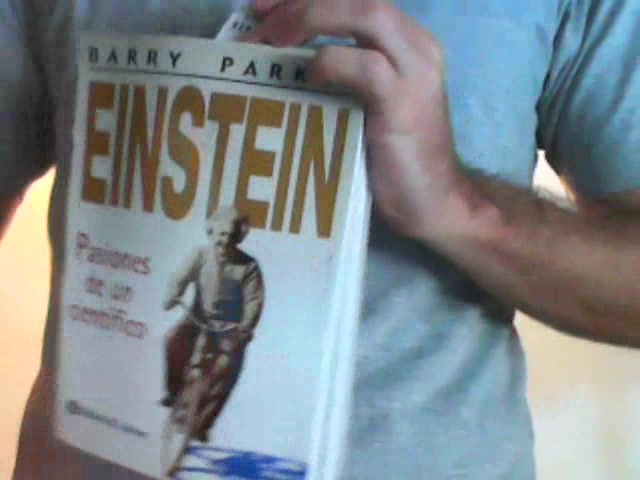 BARRY PARK
EINSTEIN
Pasiones
de un
científico